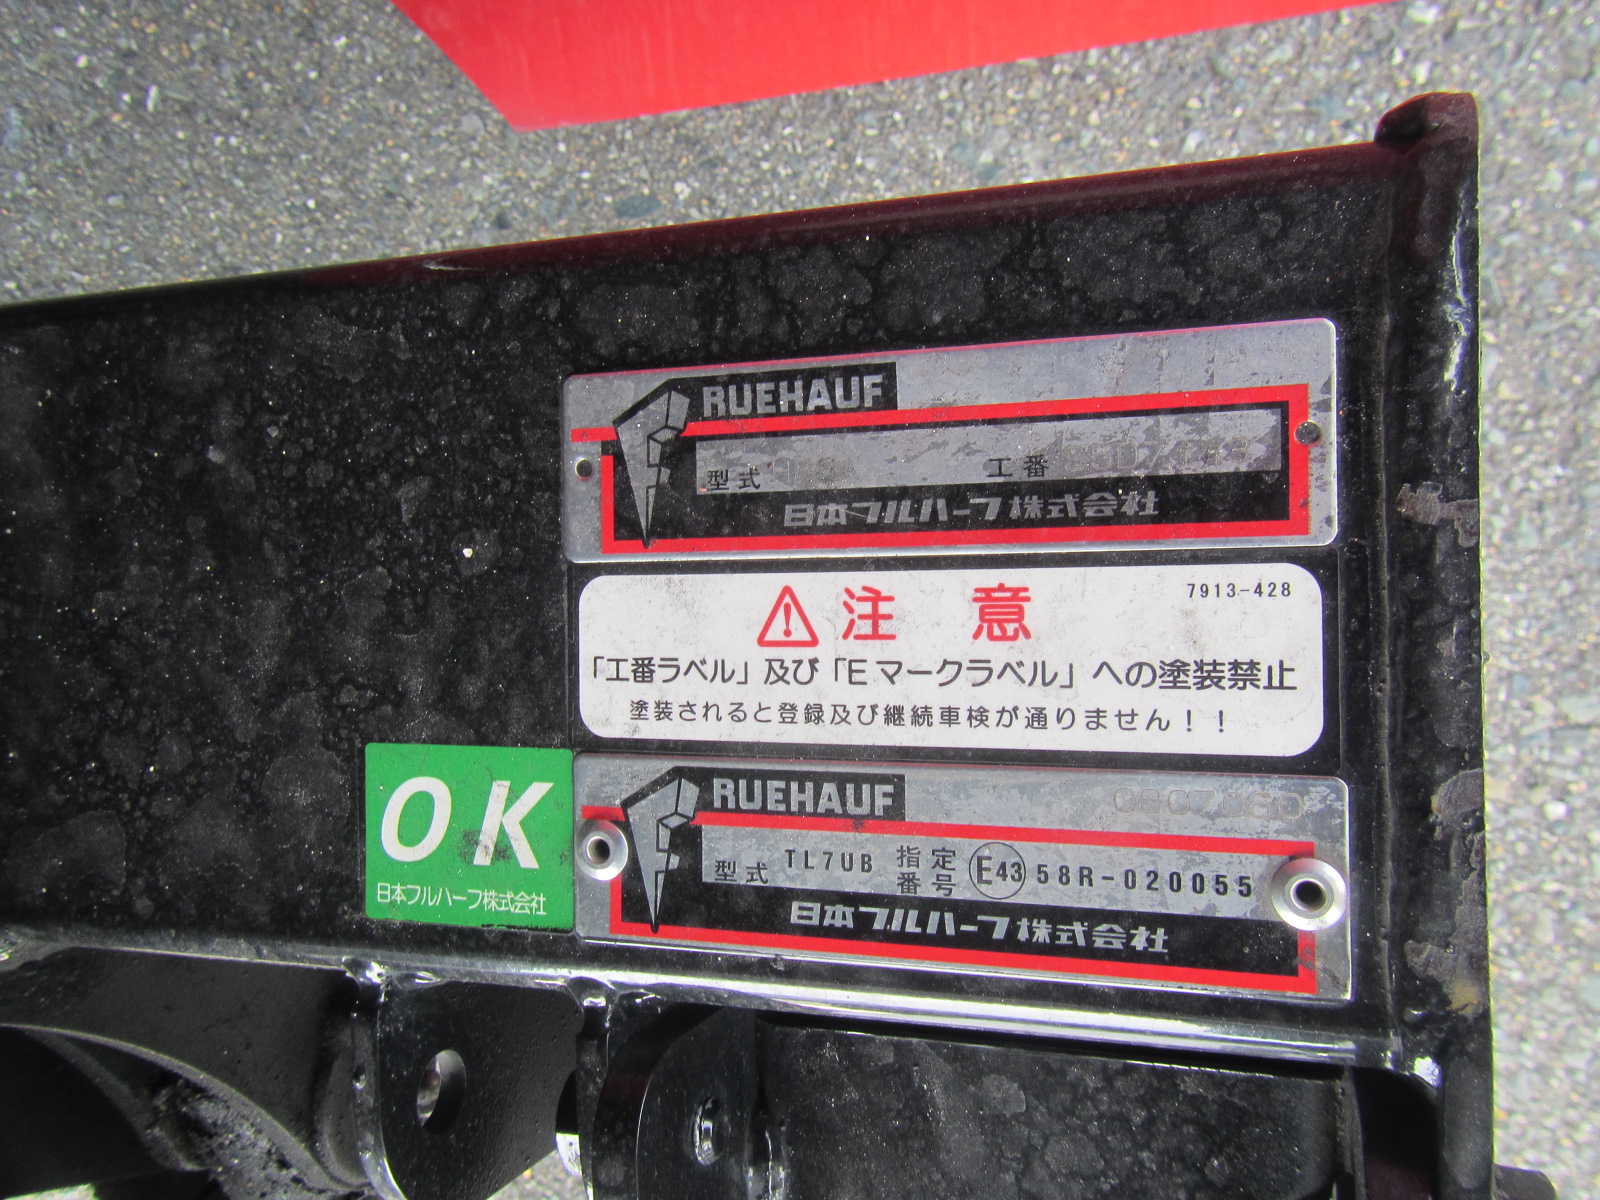 RUEHAUF
型式 工番
日本フルハーフ株式会社
注意 7913-428
「工番ラベル」及び「Eマークラベル」への塗装禁止
塗装されると登録及び継続車検が通りません！！
OK
日本フルハーフ株式会社
RUEHAUF
型式 TL7UB 指定番号 E43 58R-020055
日本フルハーフ株式会社